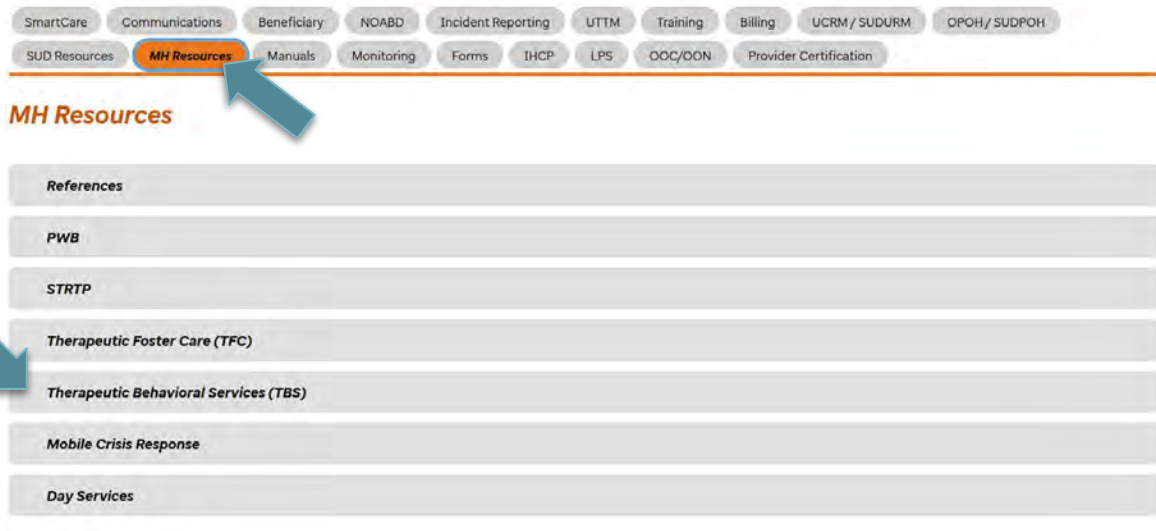 SmartCare Communications Beneficiary NOABD Incident Reporting UTTM Training Billing UCRM / SUDURM OPOH / SUDPOH
SUD Resources MH Resources Manuals Monitoring Forms IHCP LPS OOC/OON Provider Certification
MH Resources
References
PWB
STRTP
Therapeutic Foster Care (TFC)
Therapeutic Behavioral Services (TBS)
Mobile Crisis Response
Day Services